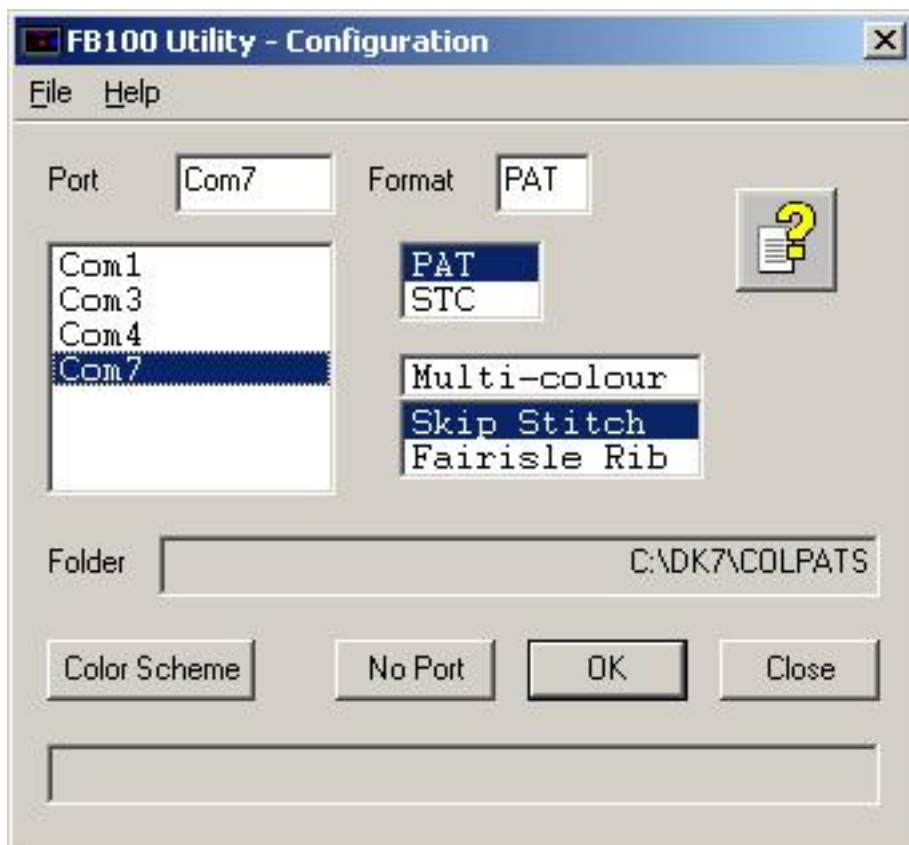 FB100 Utility - Configuration
File Help
Port Com7 Format PAT
Com1
Com3
Com4
Com7
PAT
STC
Multi-colour
Skip Stitch
Fairisle Rib
Folder C:\DK7\COLPATS
Color Scheme No Port OK Close